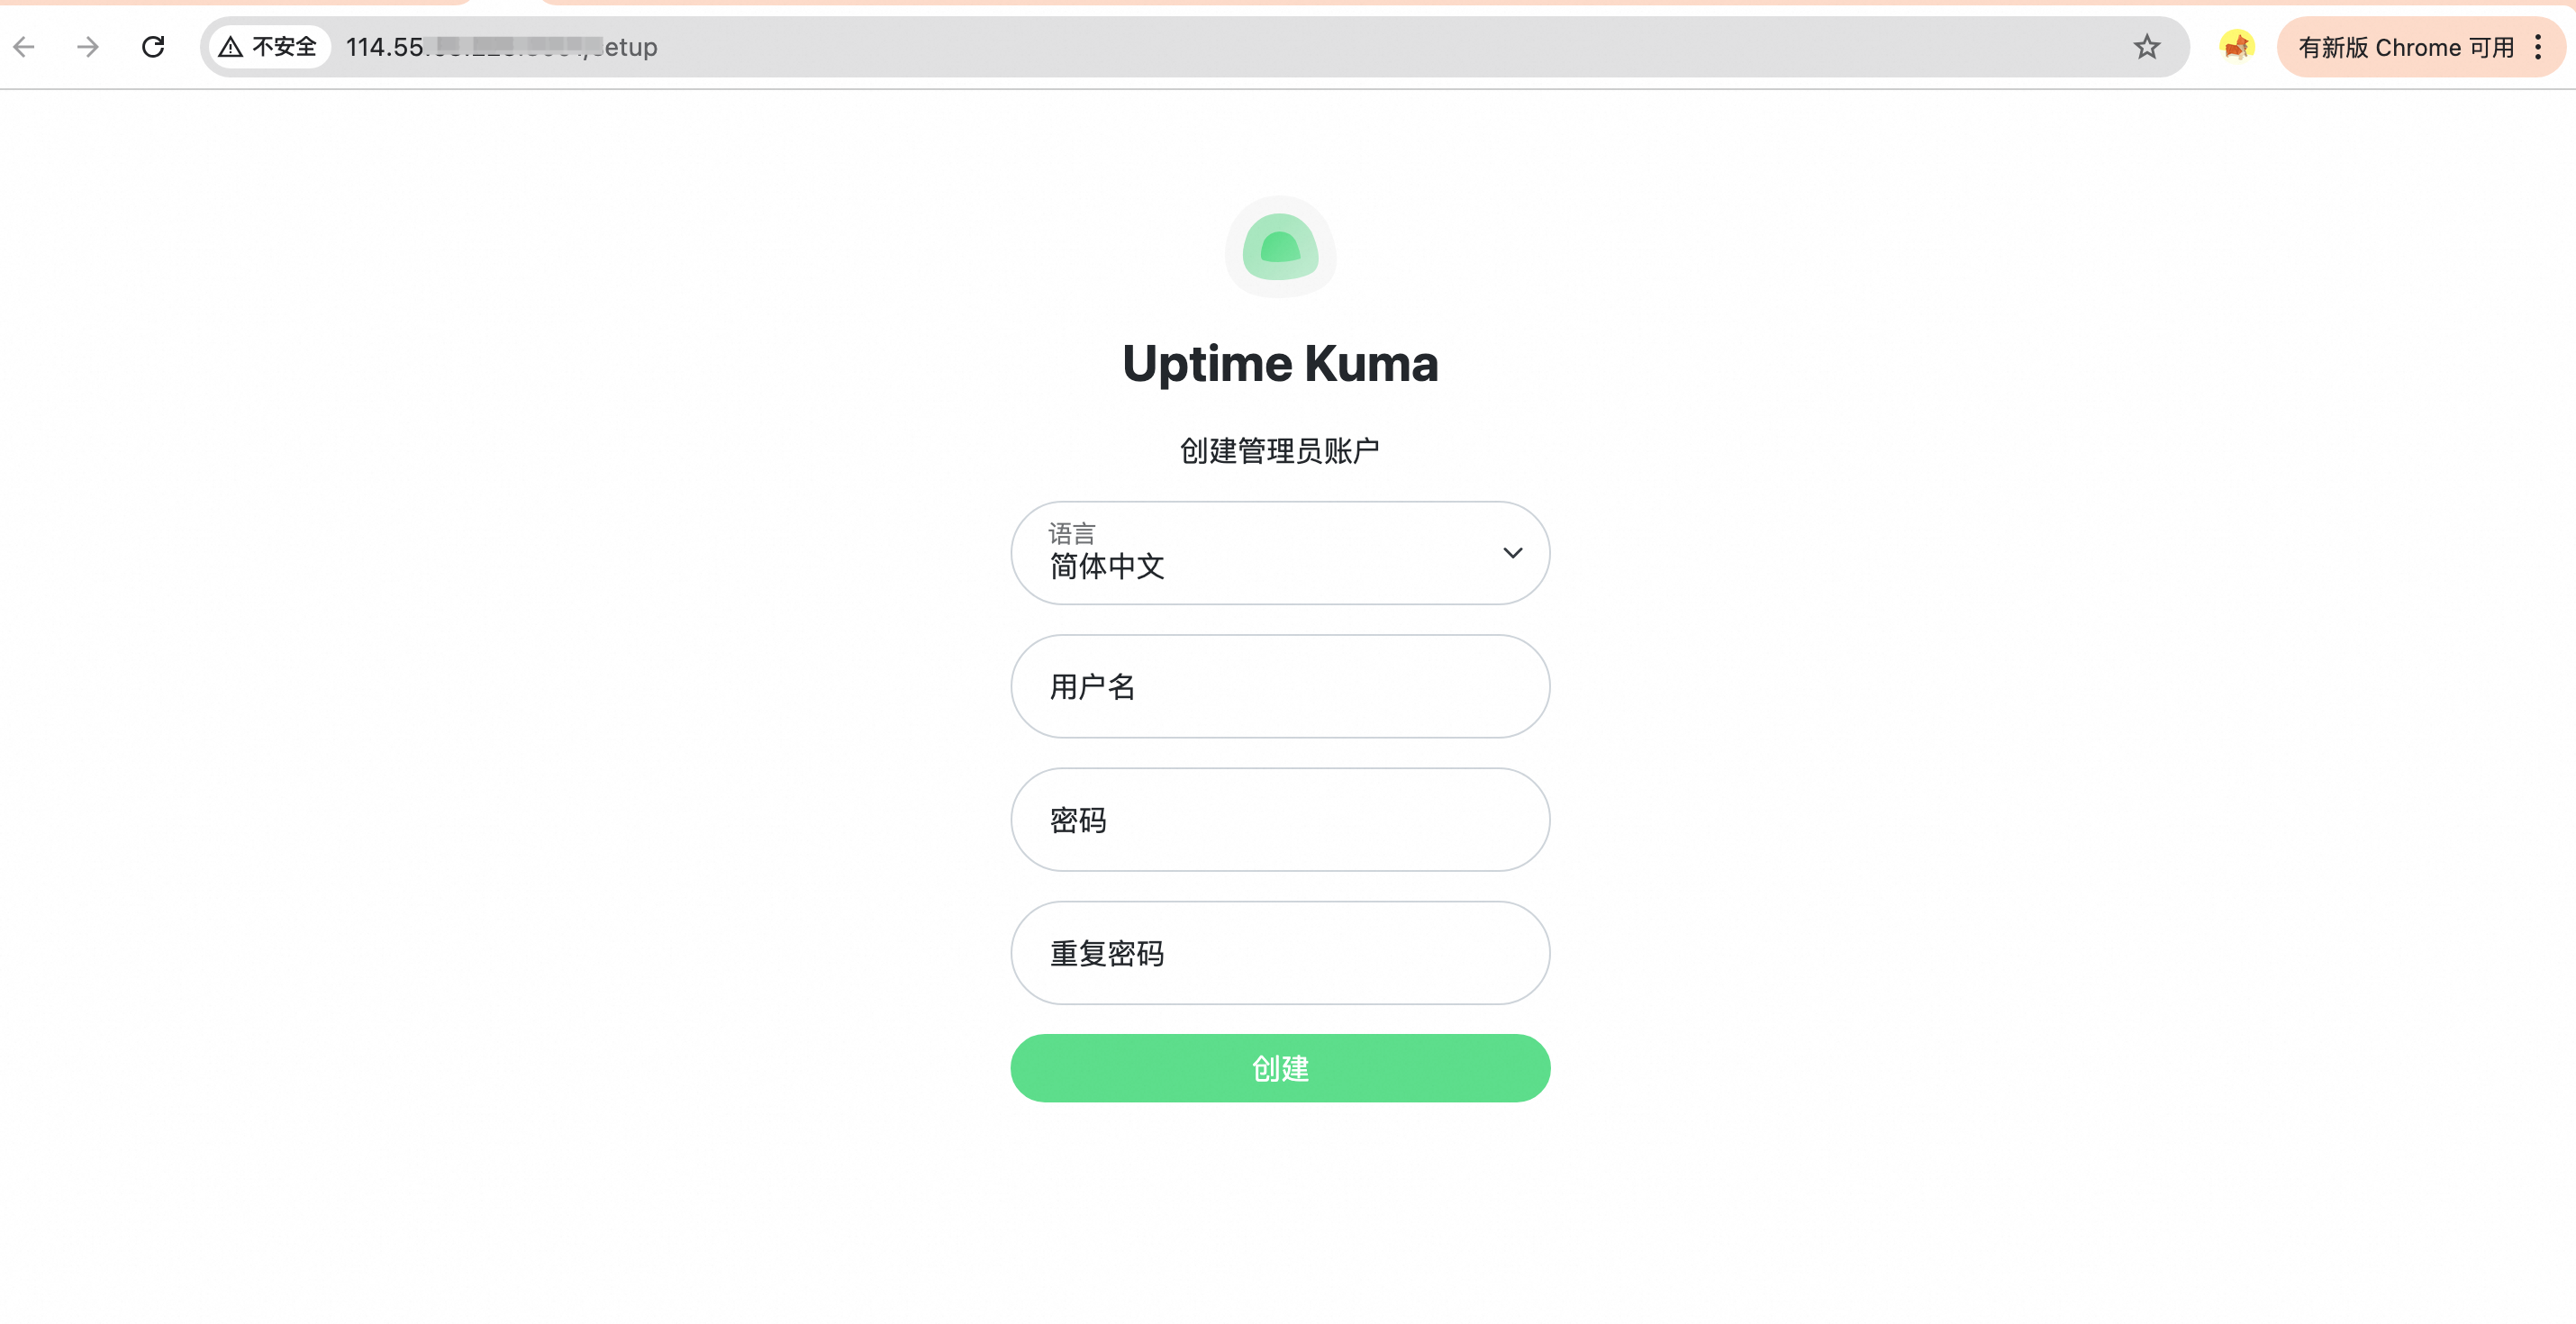 不安全 114.55 etup
有新版 Chrome 可用
Uptime Kuma
创建管理员账户
语言
简体中文
用户名
密码
重复密码
创建